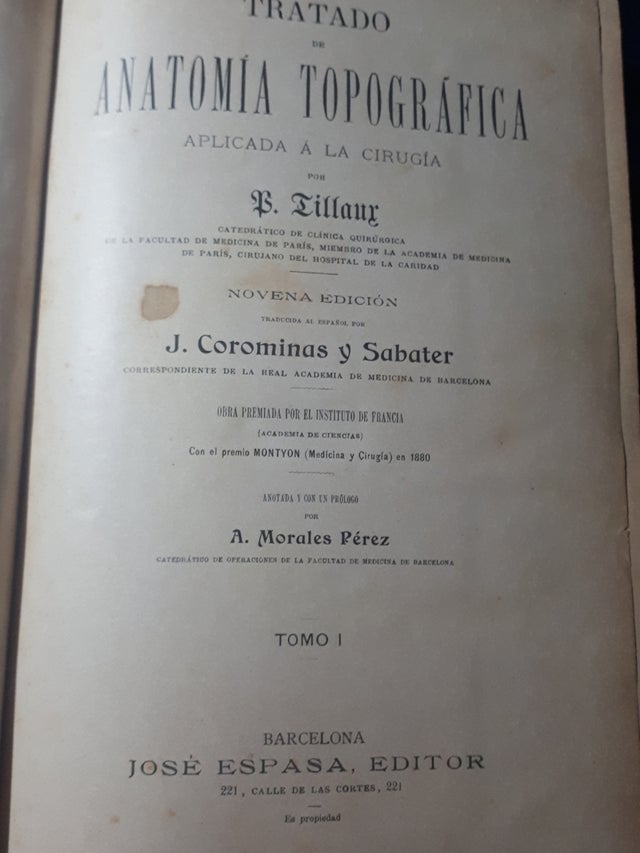 TRATADO
DE
ANATOMÍA TOPOGRÁFICA
APLICADA Á LA CIRUGÍA
POR
P. Tillaux
CATEDRÁTICO DE CLÍNICA QUIRÚRGICA
DE LA FACULTAD DE MEDICINA DE PARÍS, MIEMBRO DE LA ACADEMIA DE MEDICINA
DE PARÍS, CIRUJANO DEL HOSPITAL DE LA CARIDAD
NOVENA EDICIÓN
TRADUCIDA AL ESPAÑOL POR
J. Corominas y Sabater
CORRESPONDIENTE DE LA REAL ACADEMIA DE MEDICINA DE BARCELONA
OBRA PREMIADA POR EL INSTITUTO DE FRANCIA
(ACADEMIA DE CIENCIAS)
Con el premio MONTYON (Medicina y Cirugía) en 1880
ANOTADA Y CON UN PRÓLOGO
POR
A. Morales Pérez
CATEDRÁTICO DE OPERACIONES DE LA FACULTAD DE MEDICINA DE BARCELONA
TOMO I
BARCELONA
JOSÉ ESPASA, EDITOR
221, CALLE DE LAS CORTES, 221
Es propiedad